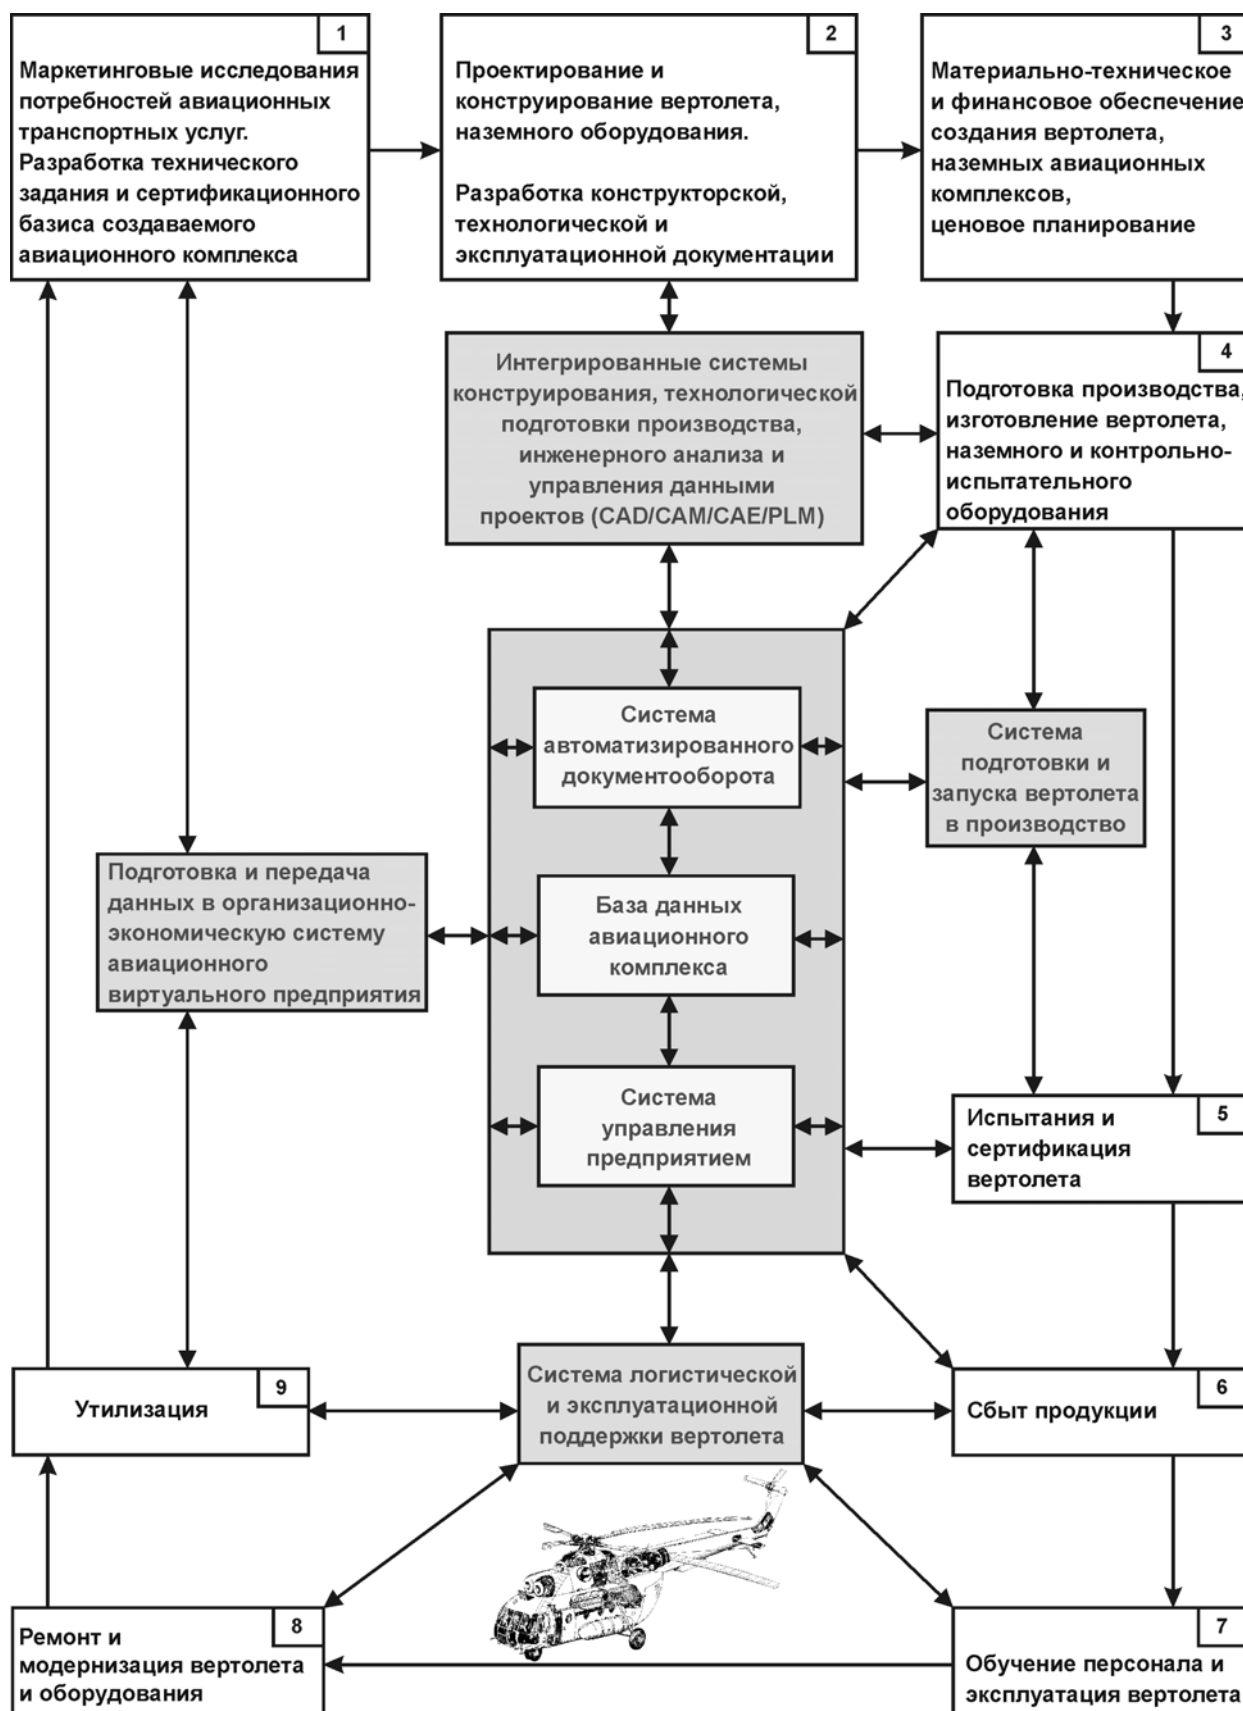 1
Маркетинговые исследования
потребностей авиационных
транспортных услуг.
Разработка технического
задания и сертификационного
базиса создаваемого
авиационного комплекса
2
Проектирование и
конструирование вертолета,
наземного оборудования.
Разработка конструкторской,
технологической и
эксплуатационной документации
3
Материально-техническое
и финансовое обеспечение
создания вертолета,
наземных авиационных
комплексов,
ценовое планирование
Интегрированные системы
конструирования, технологической
подготовки производства,
инженерного анализа и
управления данными
проектов (CAD/CAM/CAE/PLM)
4
Подготовка производства,
изготовление вертолета,
наземного и контрольно-
испытательного
оборудования
Система
автоматизированного
документооборота
Система
подготовки и
запуска вертолета
в производство
Подготовка и передача
данных в организационно-
экономическую систему
авиационного
виртуального предприятия
База данных
авиационного
комплекса
Система
управления
предприятием
5
Испытания и
сертификация
вертолета
9
Утилизация
Система логистической
и эксплуатационной
поддержки вертолета
6
Сбыт продукции
8
Ремонт и
модернизация вертолета
и оборудования
7
Обучение персонала и
эксплуатация вертолета